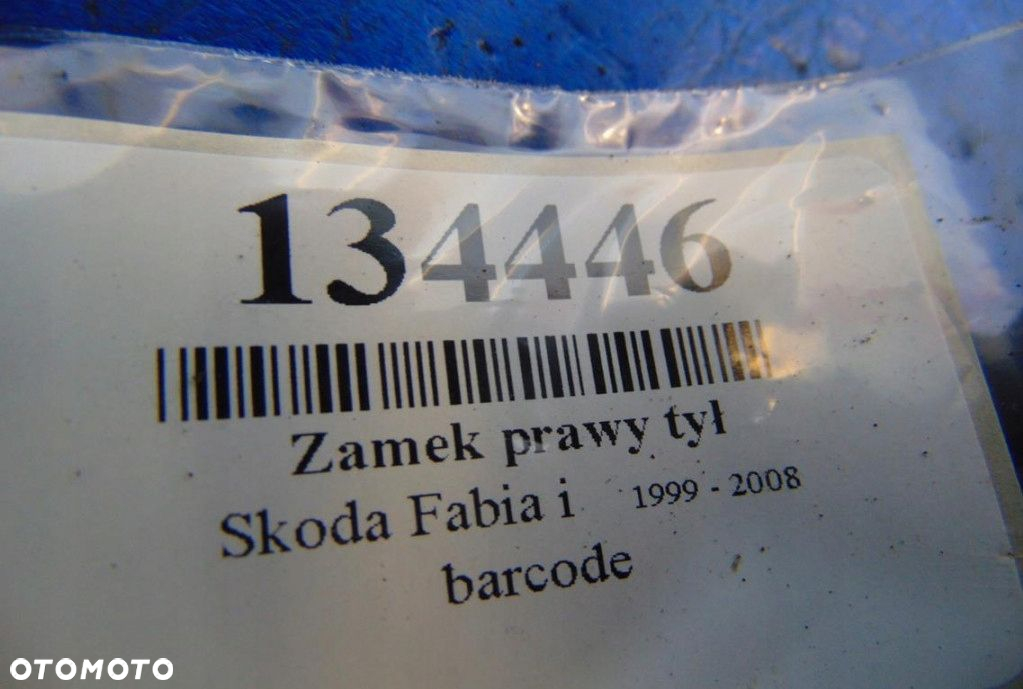 134446
Zamek prawy tył
Skoda Fabia i 1999 - 2008
barcode
OTOMOTO